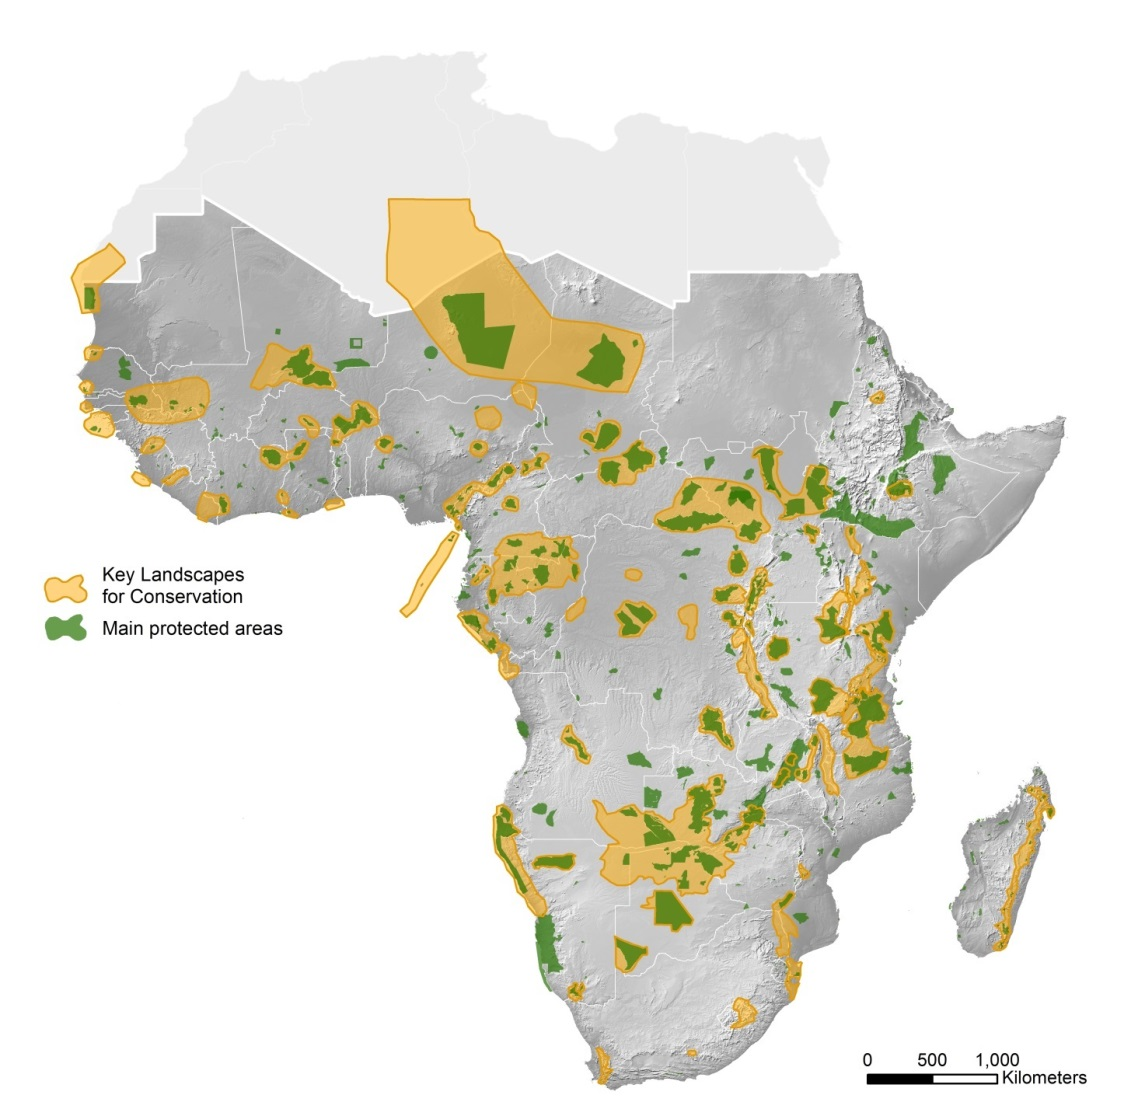 Key Landscapes
for Conservation
Main protected areas
0 500 1,000
Kilometers